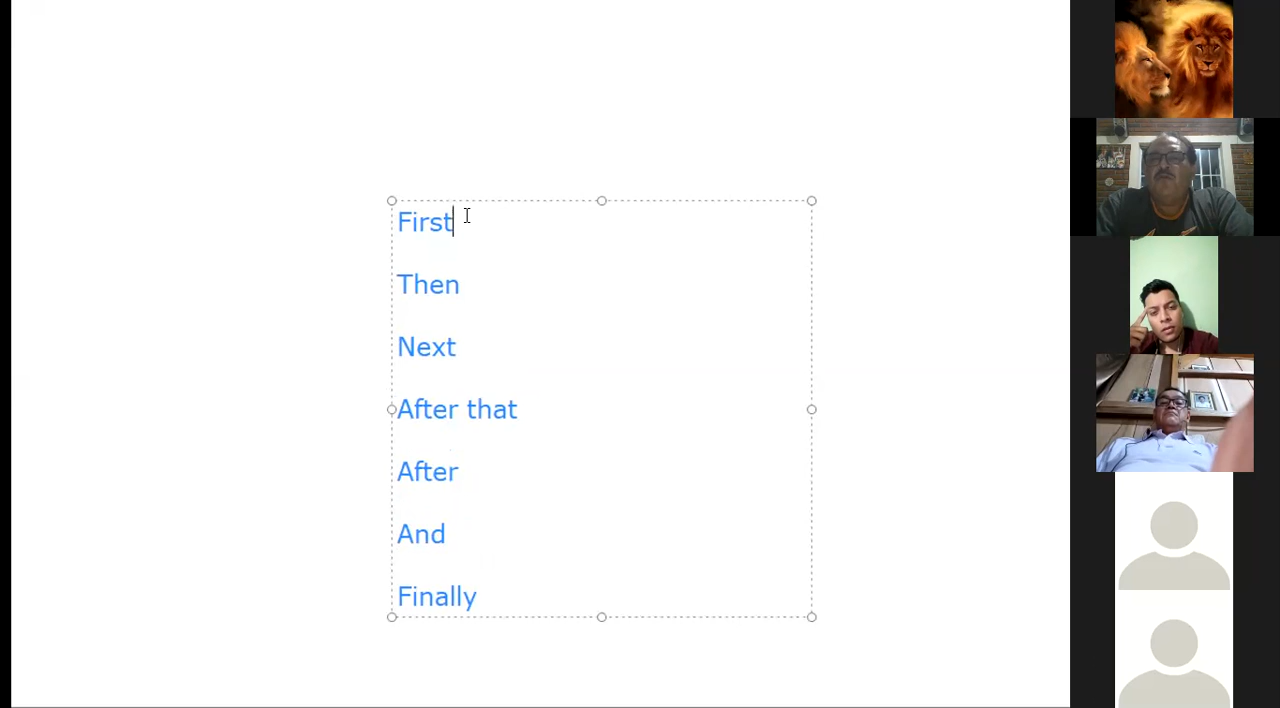 First
Then
Next
After that
After
And
Finally